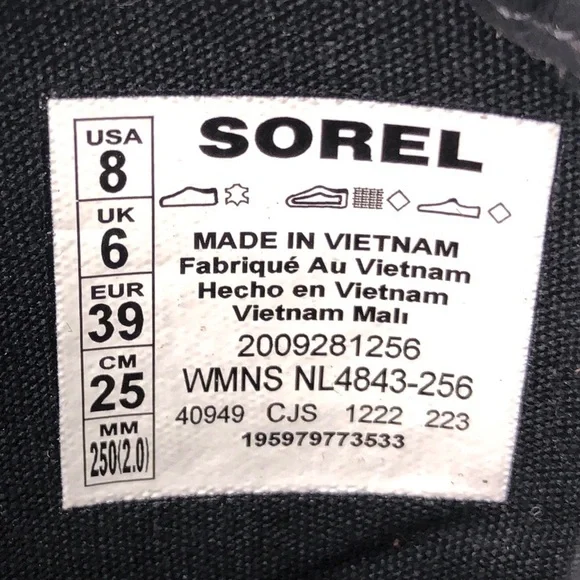 USA
8
UK
6
EUR
39
CM
25
MM
250(2.0)
SOREL
MADE IN VIETNAM
Fabriqué Au Vietnam
Hecho en Vietnam
Vietnam Malı
2009281256
WMNS NL4843-256
40949 CJS 1222 223
195979773533